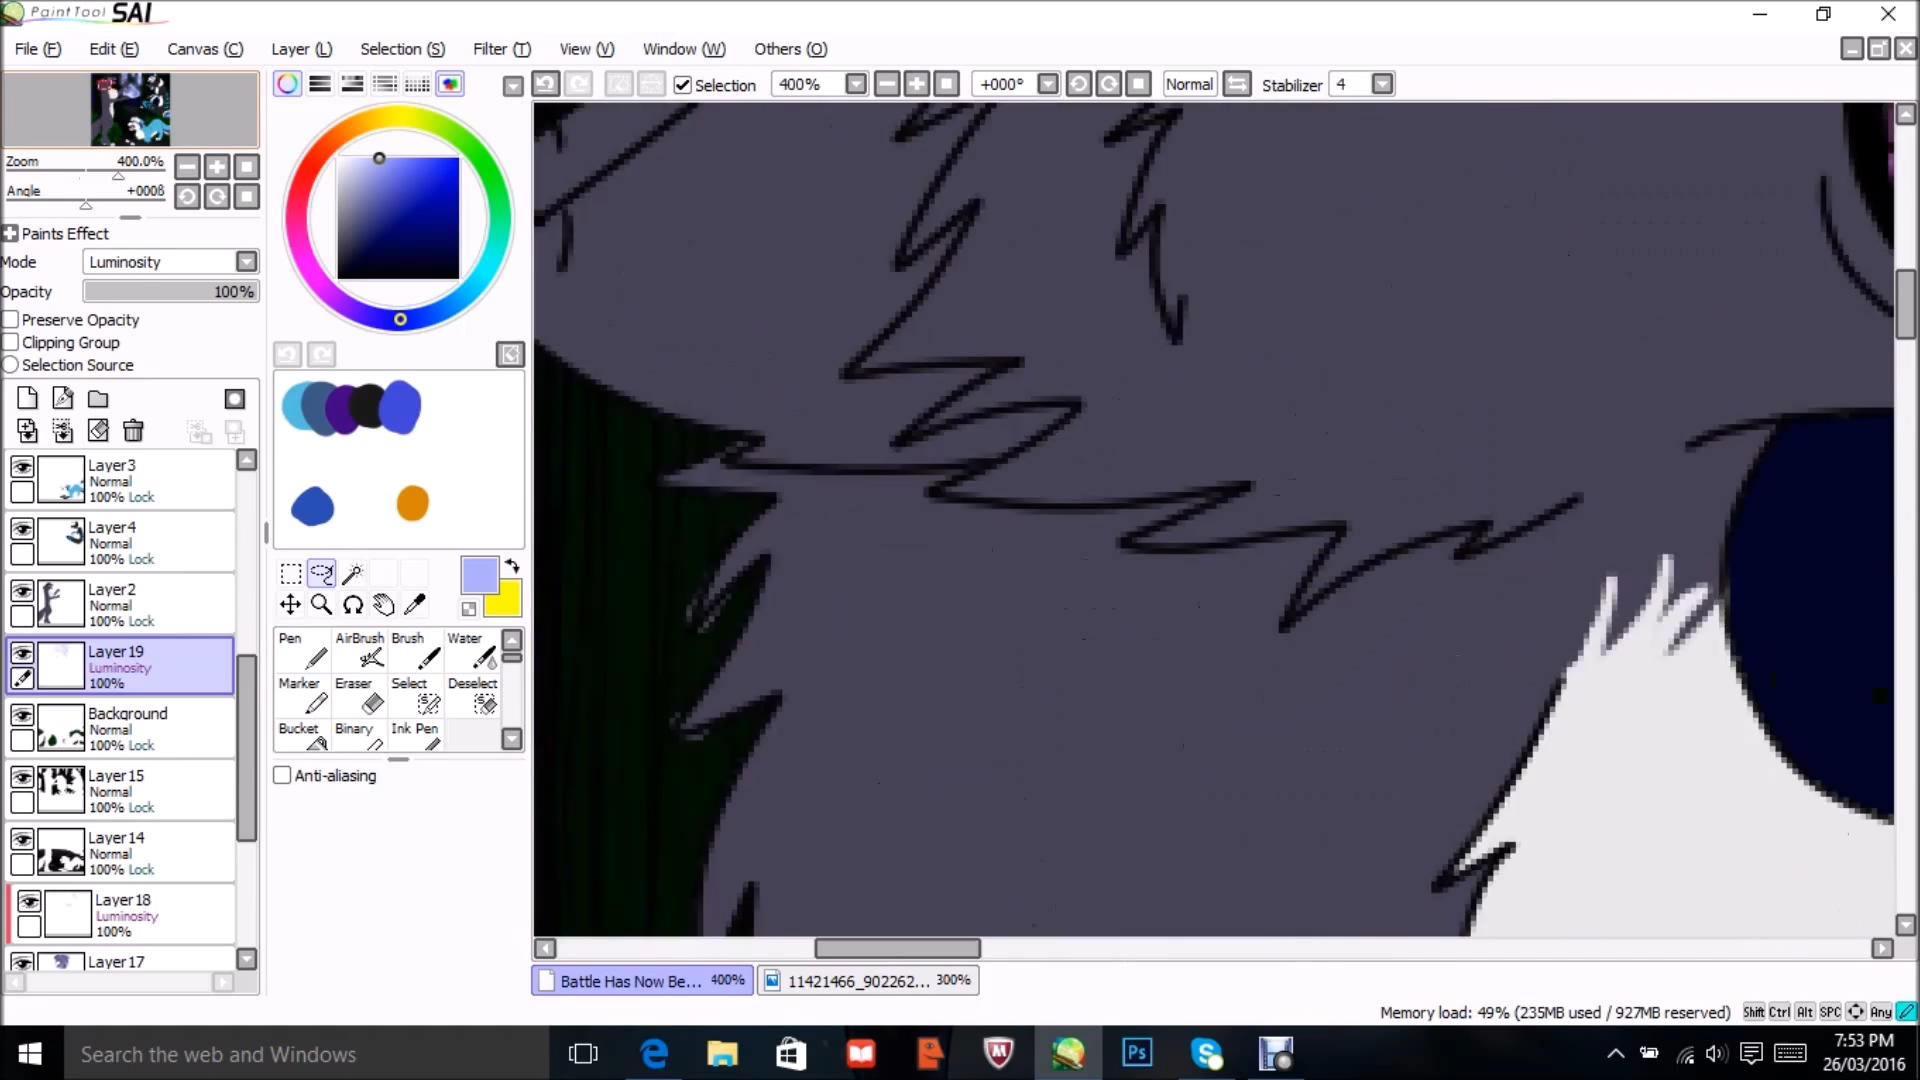 PaintTool SAI
File (F) Edit (E) Canvas (C) Layer (L) Selection (S) Filter (T) View (V) Window (W) Others (O)
Selection 400% +000° Normal Stabilizer 4
Zoom 400.0%
Angle +000ß
Paints Effect
Mode Luminosity
Opacity 100%
Preserve Opacity
Clipping Group
Selection Source
Layer3
Normal
100% Lock
Layer4
Normal
100% Lock
Layer2
Normal
100% Lock
Layer19
Luminosity
100%
Background
Normal
100% Lock
Layer15
Normal
100% Lock
Layer14
Normal
100% Lock
Layer18
Luminosity
100%
Layer17
Pen AirBrush Brush Water
Marker Eraser Select Deselect
Bucket Binary Ink Pen
Anti-aliasing
Battle Has Now Be... 400% 11421466_902262... 300%
Memory load: 49% (235MB used / 927MB reserved) Shift Ctrl Alt SPC Any
Search the web and Windows
Ps
7:53 PM
26/03/2016